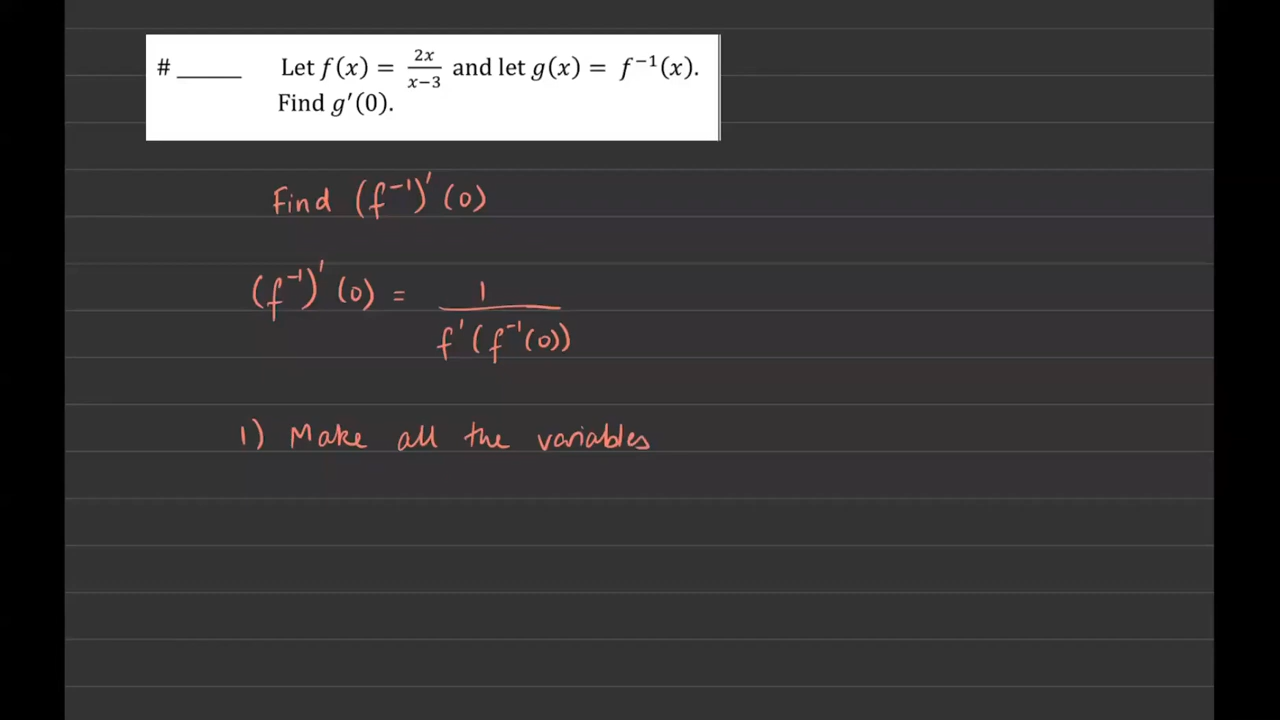 # _____ Let f(x) = 2x/(x−3) and let g(x) = f⁻¹(x).
Find g′(0).
Find (f⁻¹)′(0)
(f⁻¹)′(0) = 1/(f′(f⁻¹(0)))
1) Make all the variables